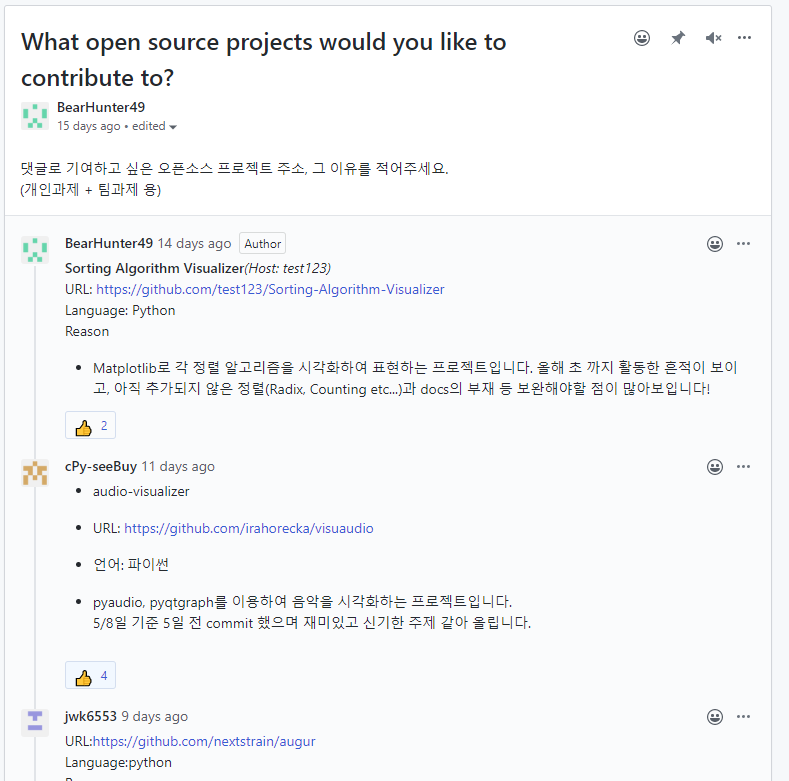 What open source projects would you like to
contribute to?
BearHunter49
15 days ago • edited
댓글로 기여하고 싶은 오픈소스 프로젝트 주소, 그 이유를 적어주세요.
(개인과제 + 팀과제 용)
BearHunter49 14 days ago Author
Sorting Algorithm Visualizer(Host: test123)
URL: https://github.com/test123/Sorting-Algorithm-Visualizer
Language: Python
Reason
• Matplotlib로 각 정렬 알고리즘을 시각화하여 표현하는 프로젝트입니다. 올해 초 까지 활동한 흔적이 보이
고, 아직 추가되지 않은 정렬(Radix, Counting etc...)과 docs의 부재 등 보완해야할 점이 많아보입니다!
2
cPy-seeBuy 11 days ago
• audio-visualizer
• URL: https://github.com/irahorecka/visuaudio
• 언어: 파이썬
• pyaudio, pyqtgraph를 이용하여 음악을 시각화하는 프로젝트입니다.
5/8일 기준 5일 전 commit 했으며 재미있고 신기한 주제 같아 올립니다.
4
jwk6553 9 days ago
URL:https://github.com/nextstrain/augur
Language:python